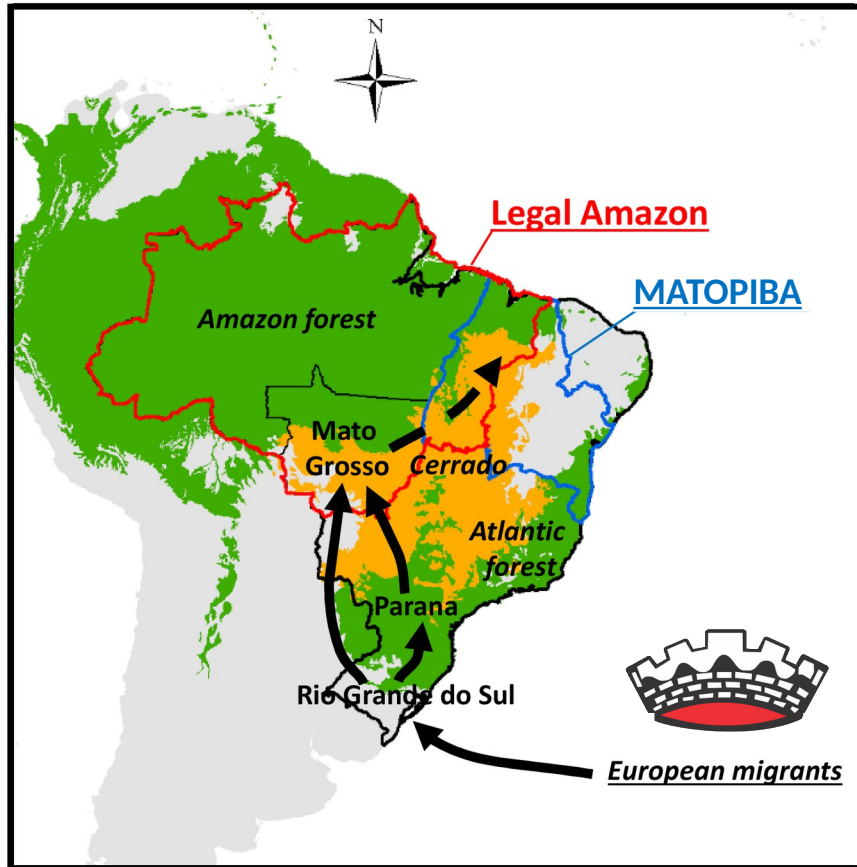 N
Legal Amazon
MATOPIBA
Amazon forest
Mato
Grosso
Cerrado
Atlantic
forest
Parana
Rio Grande do Sul
European migrants